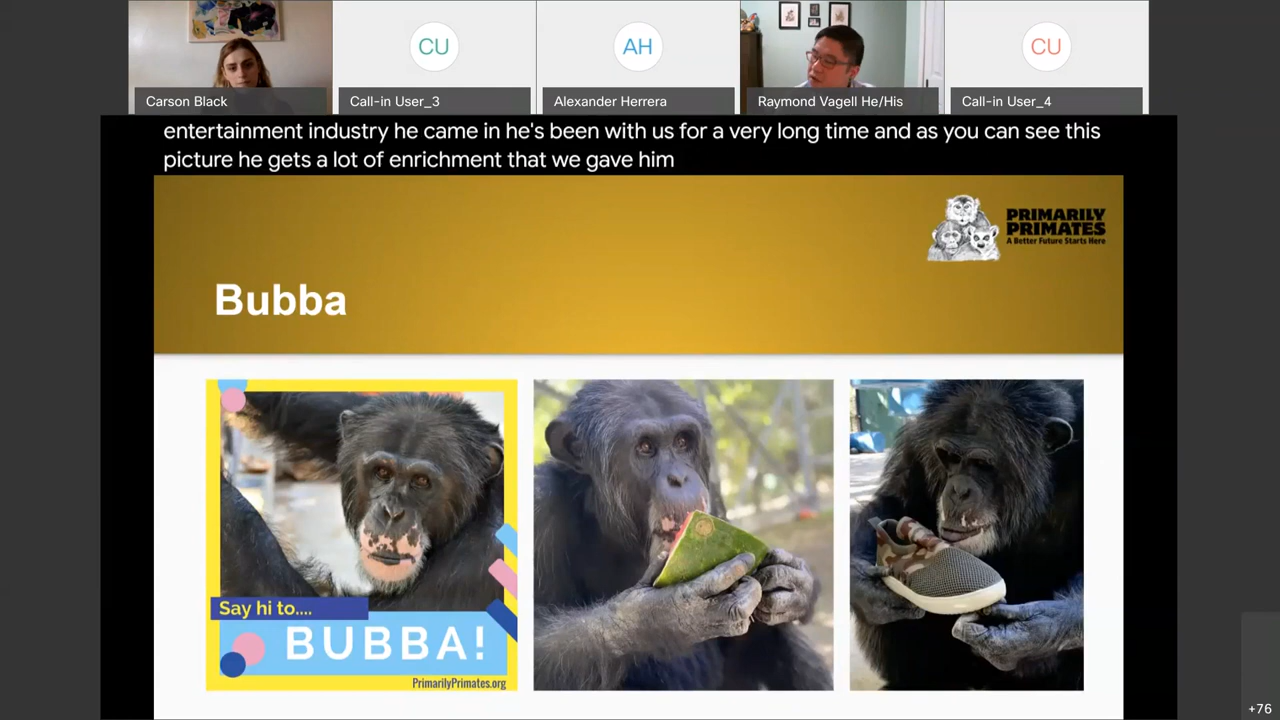 CU
AH
CU
Carson Black
Call-in User_3
Alexander Herrera
Raymond Vagell He/His
Call-in User_4
entertainment industry he came in he's been with us for a very long time and as you can see this
picture he gets a lot of enrichment that we gave him
PRIMARILY
PRIMATES
A Better Future Starts Here
Bubba
Say hi to....
BUBBA!
PrimarilyPrimates.org
+76